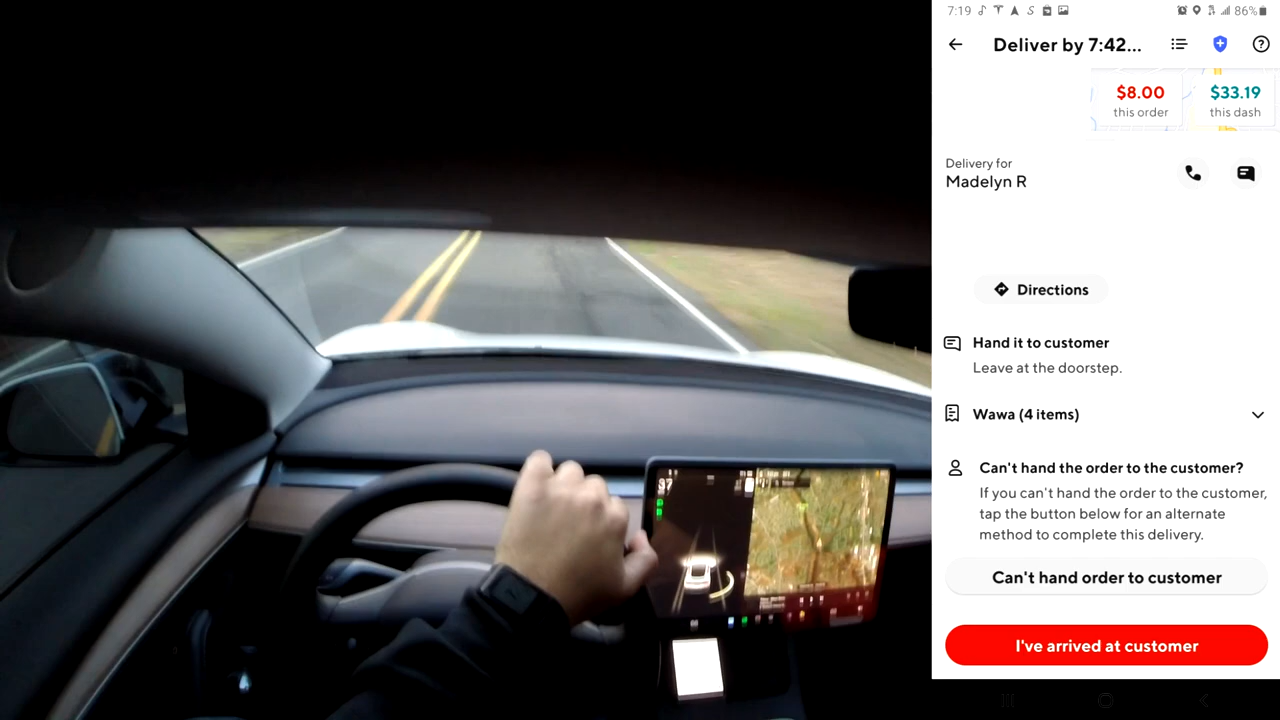 7:19
86%
Deliver by 7:42...
$8.00
$33.19
this order
this dash
Delivery for
Madelyn R
Directions
Hand it to customer
Leave at the doorstep.
Wawa (4 items)
Can't hand the order to the customer?
If you can't hand the order to the customer,
tap the button below for an alternate
method to complete this delivery.
Can't hand order to customer
I've arrived at customer